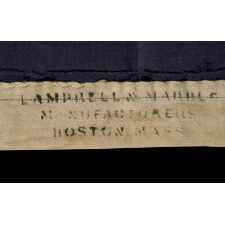 LAMPRELL & MARBLE
MANUFACTURERS
BOSTON MASS